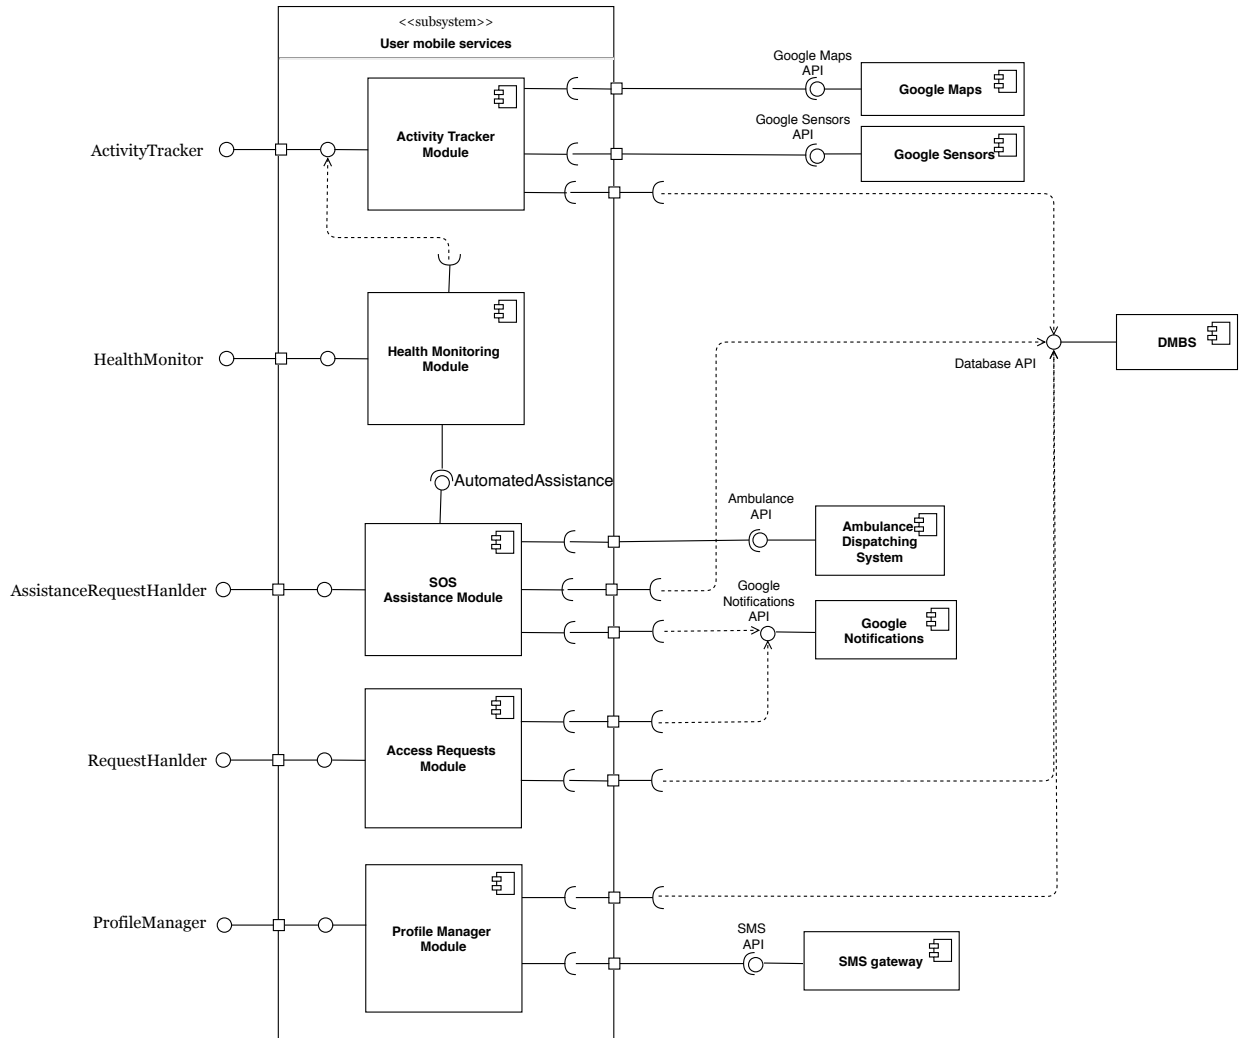 <<subsystem>>
User mobile services
Google Maps
API
Google Maps
Activity Tracker
Module
Google Sensors
API
Google Sensors
ActivityTracker
HealthMonitor
Health Monitoring
Module
Database API
DMBS
AutomatedAssistance
Ambulance
API
Ambulance
Dispatching
System
AssistanceRequestHanlder
SOS
Assistance Module
Google
Notifications
API
Google
Notifications
RequestHanlder
Access Requests
Module
ProfileManager
Profile Manager
Module
SMS
API
SMS gateway